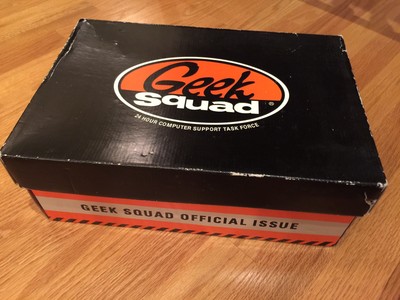 Geek
Squad
®
24 HOUR COMPUTER SUPPORT TASK FORCE
GEEK SQUAD OFFICIAL ISSUE